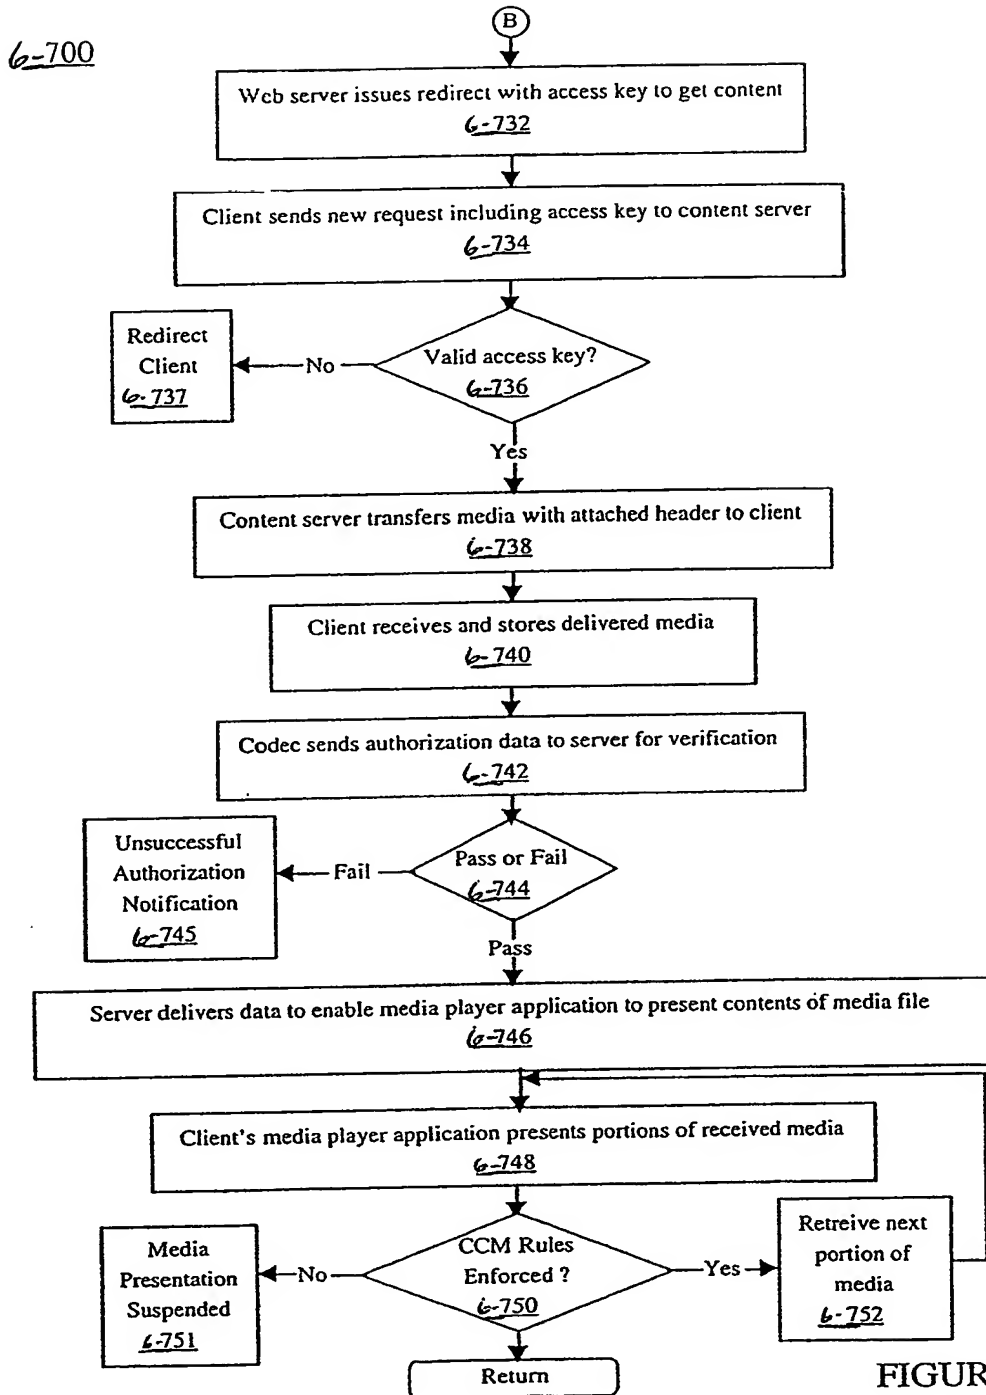 B
6-700
Web server issues redirect with access key to get content
6-732
Client sends new request including access key to content server
6-734
Redirect
Client
6-737
No
Valid access key?
6-736
Yes
Content server transfers media with attached header to client
6-738
Client receives and stores delivered media
6-740
Codec sends authorization data to server for verification
6-742
Unsuccessful
Authorization
Notification
6-745
Fail
Pass or Fail
6-744
Pass
Server delivers data to enable media player application to present contents of media file
6-746
Client's media player application presents portions of received media
6-748
Media
Presentation
Suspended
6-751
No
CCM Rules
Enforced ?
6-750
Yes
Retreive next
portion of
media
6-752
Return
FIGUR